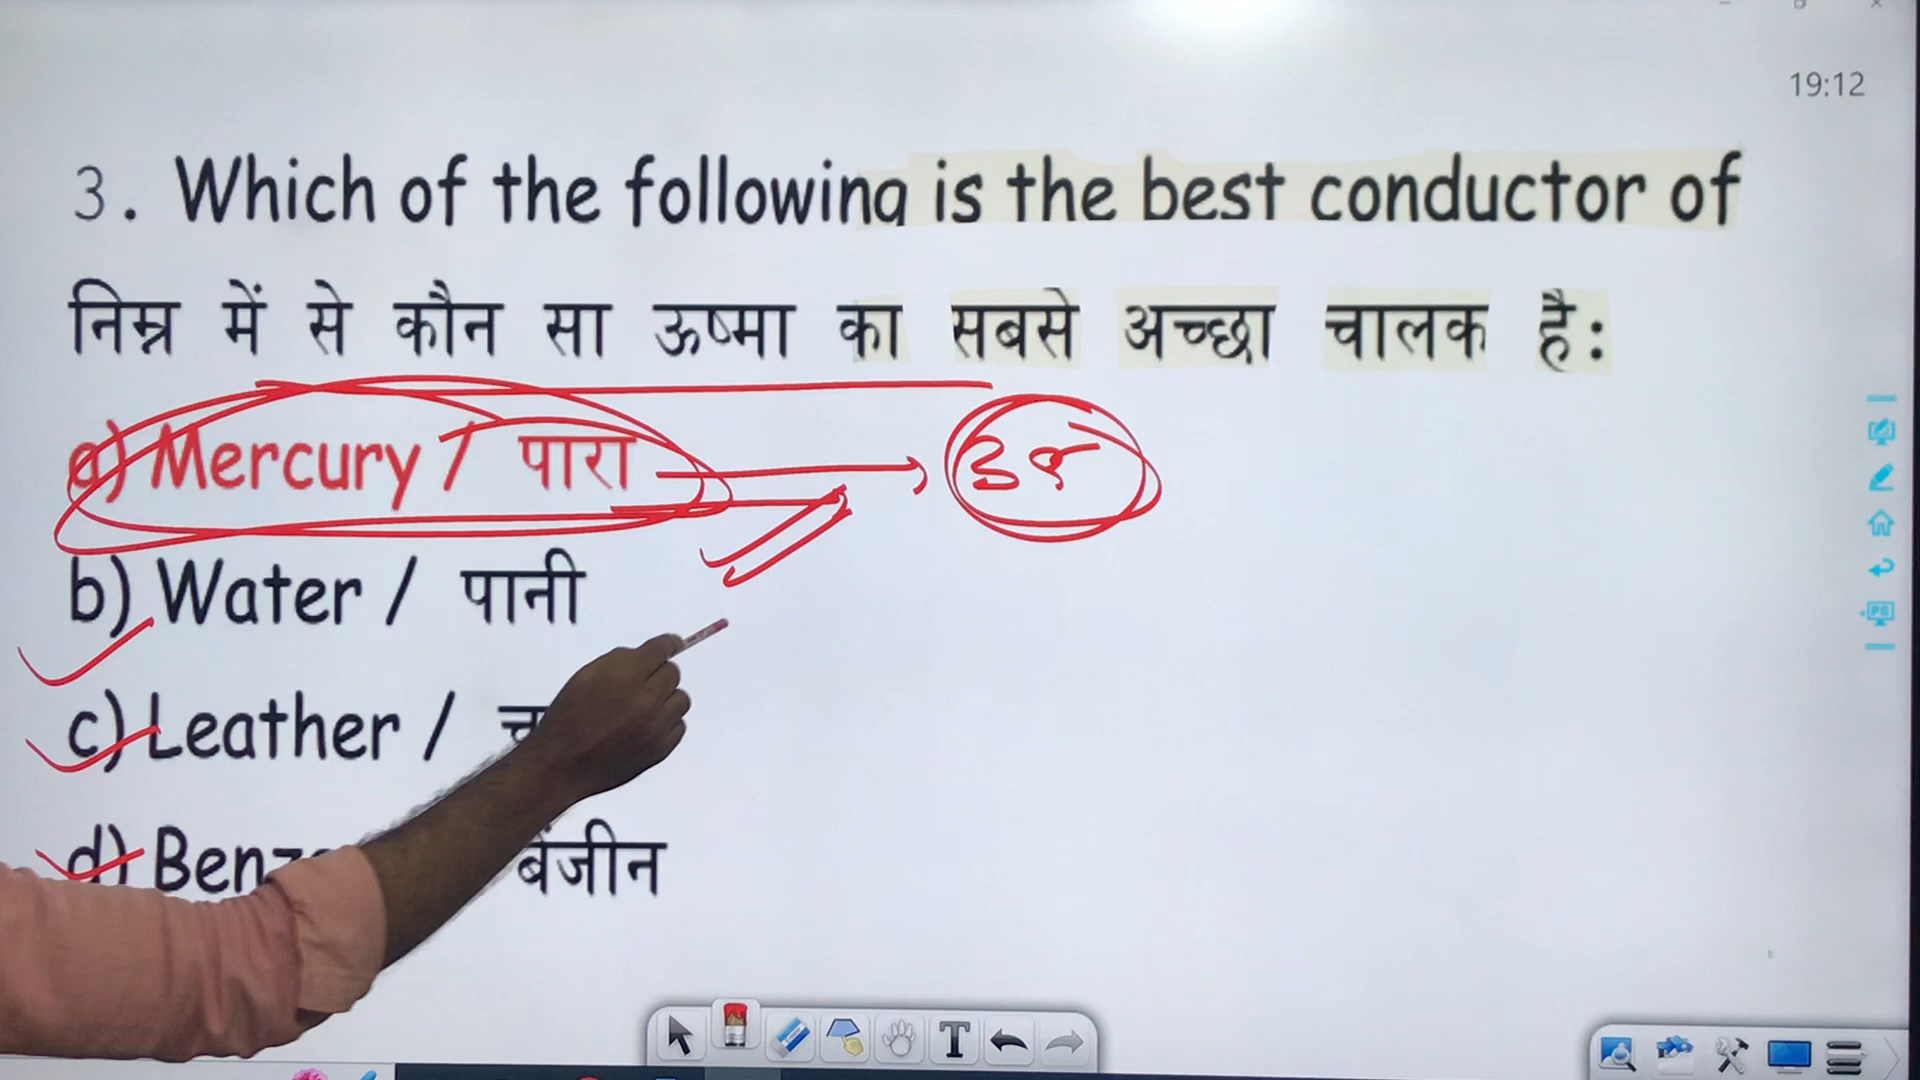 19:12
3. Which of the following is the best conductor of
निम्न में से कौन सा ऊष्मा का सबसे अच्छा चालक है:
a) Mercury / पारा
b) Water / पानी
c) Leather /
d) बेंजीन